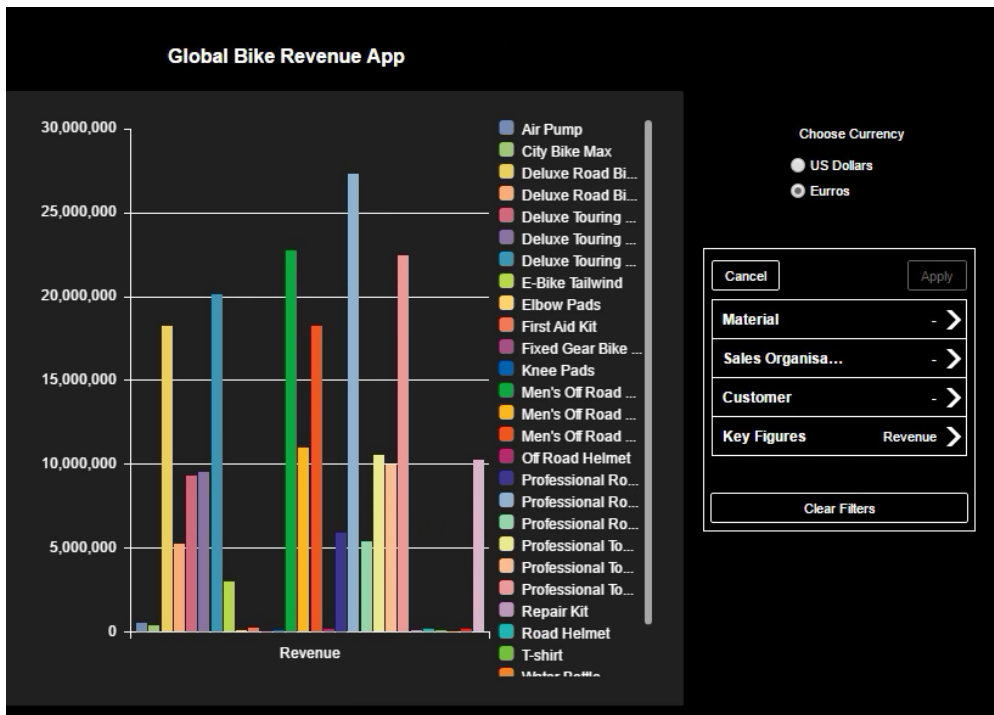 Global Bike Revenue App
30,000,000
25,000,000
20,000,000
15,000,000
10,000,000
5,000,000
0
Revenue
Air Pump
City Bike Max
Deluxe Road Bi...
Deluxe Road Bi...
Deluxe Touring ...
Deluxe Touring ...
Deluxe Touring ...
E-Bike Tailwind
Elbow Pads
First Aid Kit
Fixed Gear Bike ...
Knee Pads
Men's Off Road ...
Men's Off Road ...
Men's Off Road ...
Off Road Helmet
Professional Ro...
Professional Ro...
Professional Ro...
Professional To...
Professional To...
Professional To...
Repair Kit
Road Helmet
T-shirt
Water Bottle
Choose Currency
US Dollars
Eurros
Cancel
Apply
Material -
Sales Organisa... -
Customer -
Key Figures Revenue
Clear Filters